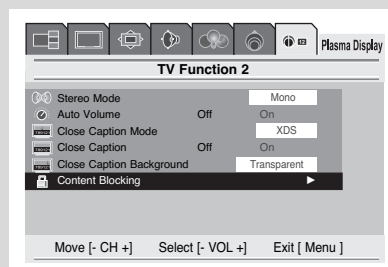 Plasma Display
TV Function 2
Stereo Mode Mono
Auto Volume Off On
Close Caption Mode XDS
Close Caption Off On
Close Caption Background Transparent
Content Blocking
Move [- CH +] Select [- VOL +] Exit [ Menu ]